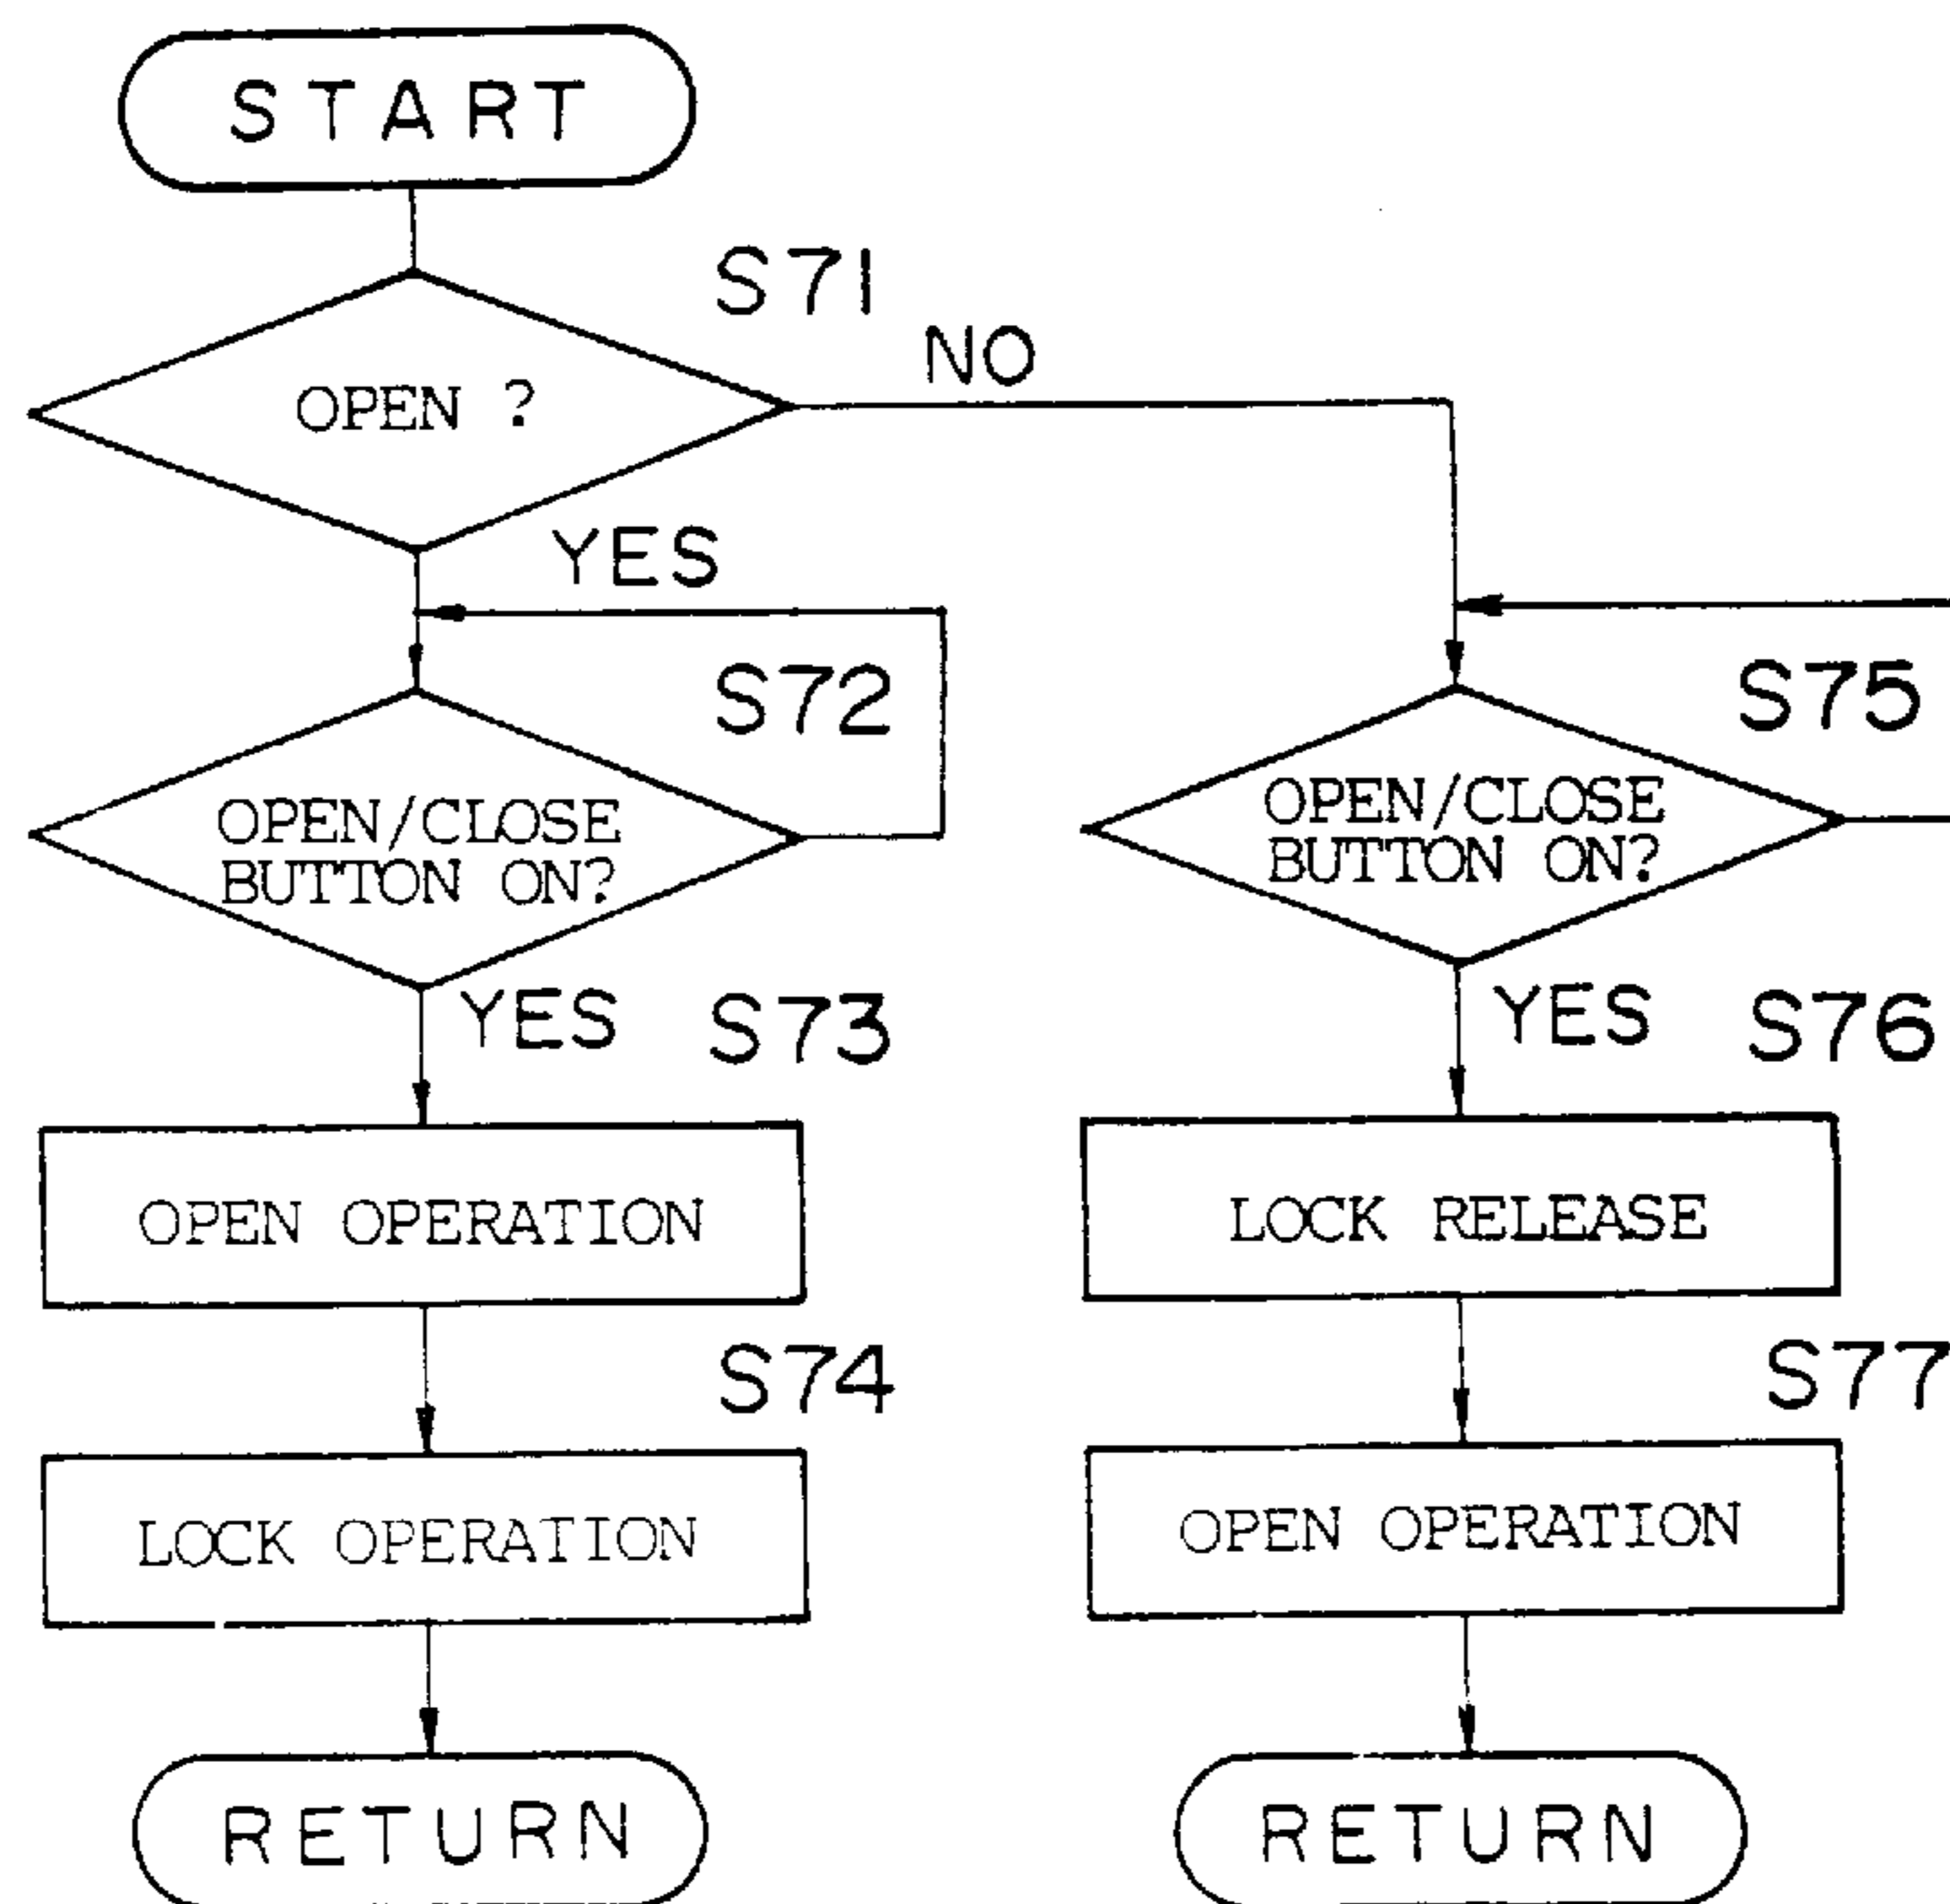 START
S71
OPEN ?
NO
YES
S72
OPEN/CLOSE
BUTTON ON?
YES
S73
OPEN OPERATION
S74
LOCK OPERATION
RETURN
S75
OPEN/CLOSE
BUTTON ON?
YES
S76
LOCK RELEASE
S77
OPEN OPERATION
RETURN